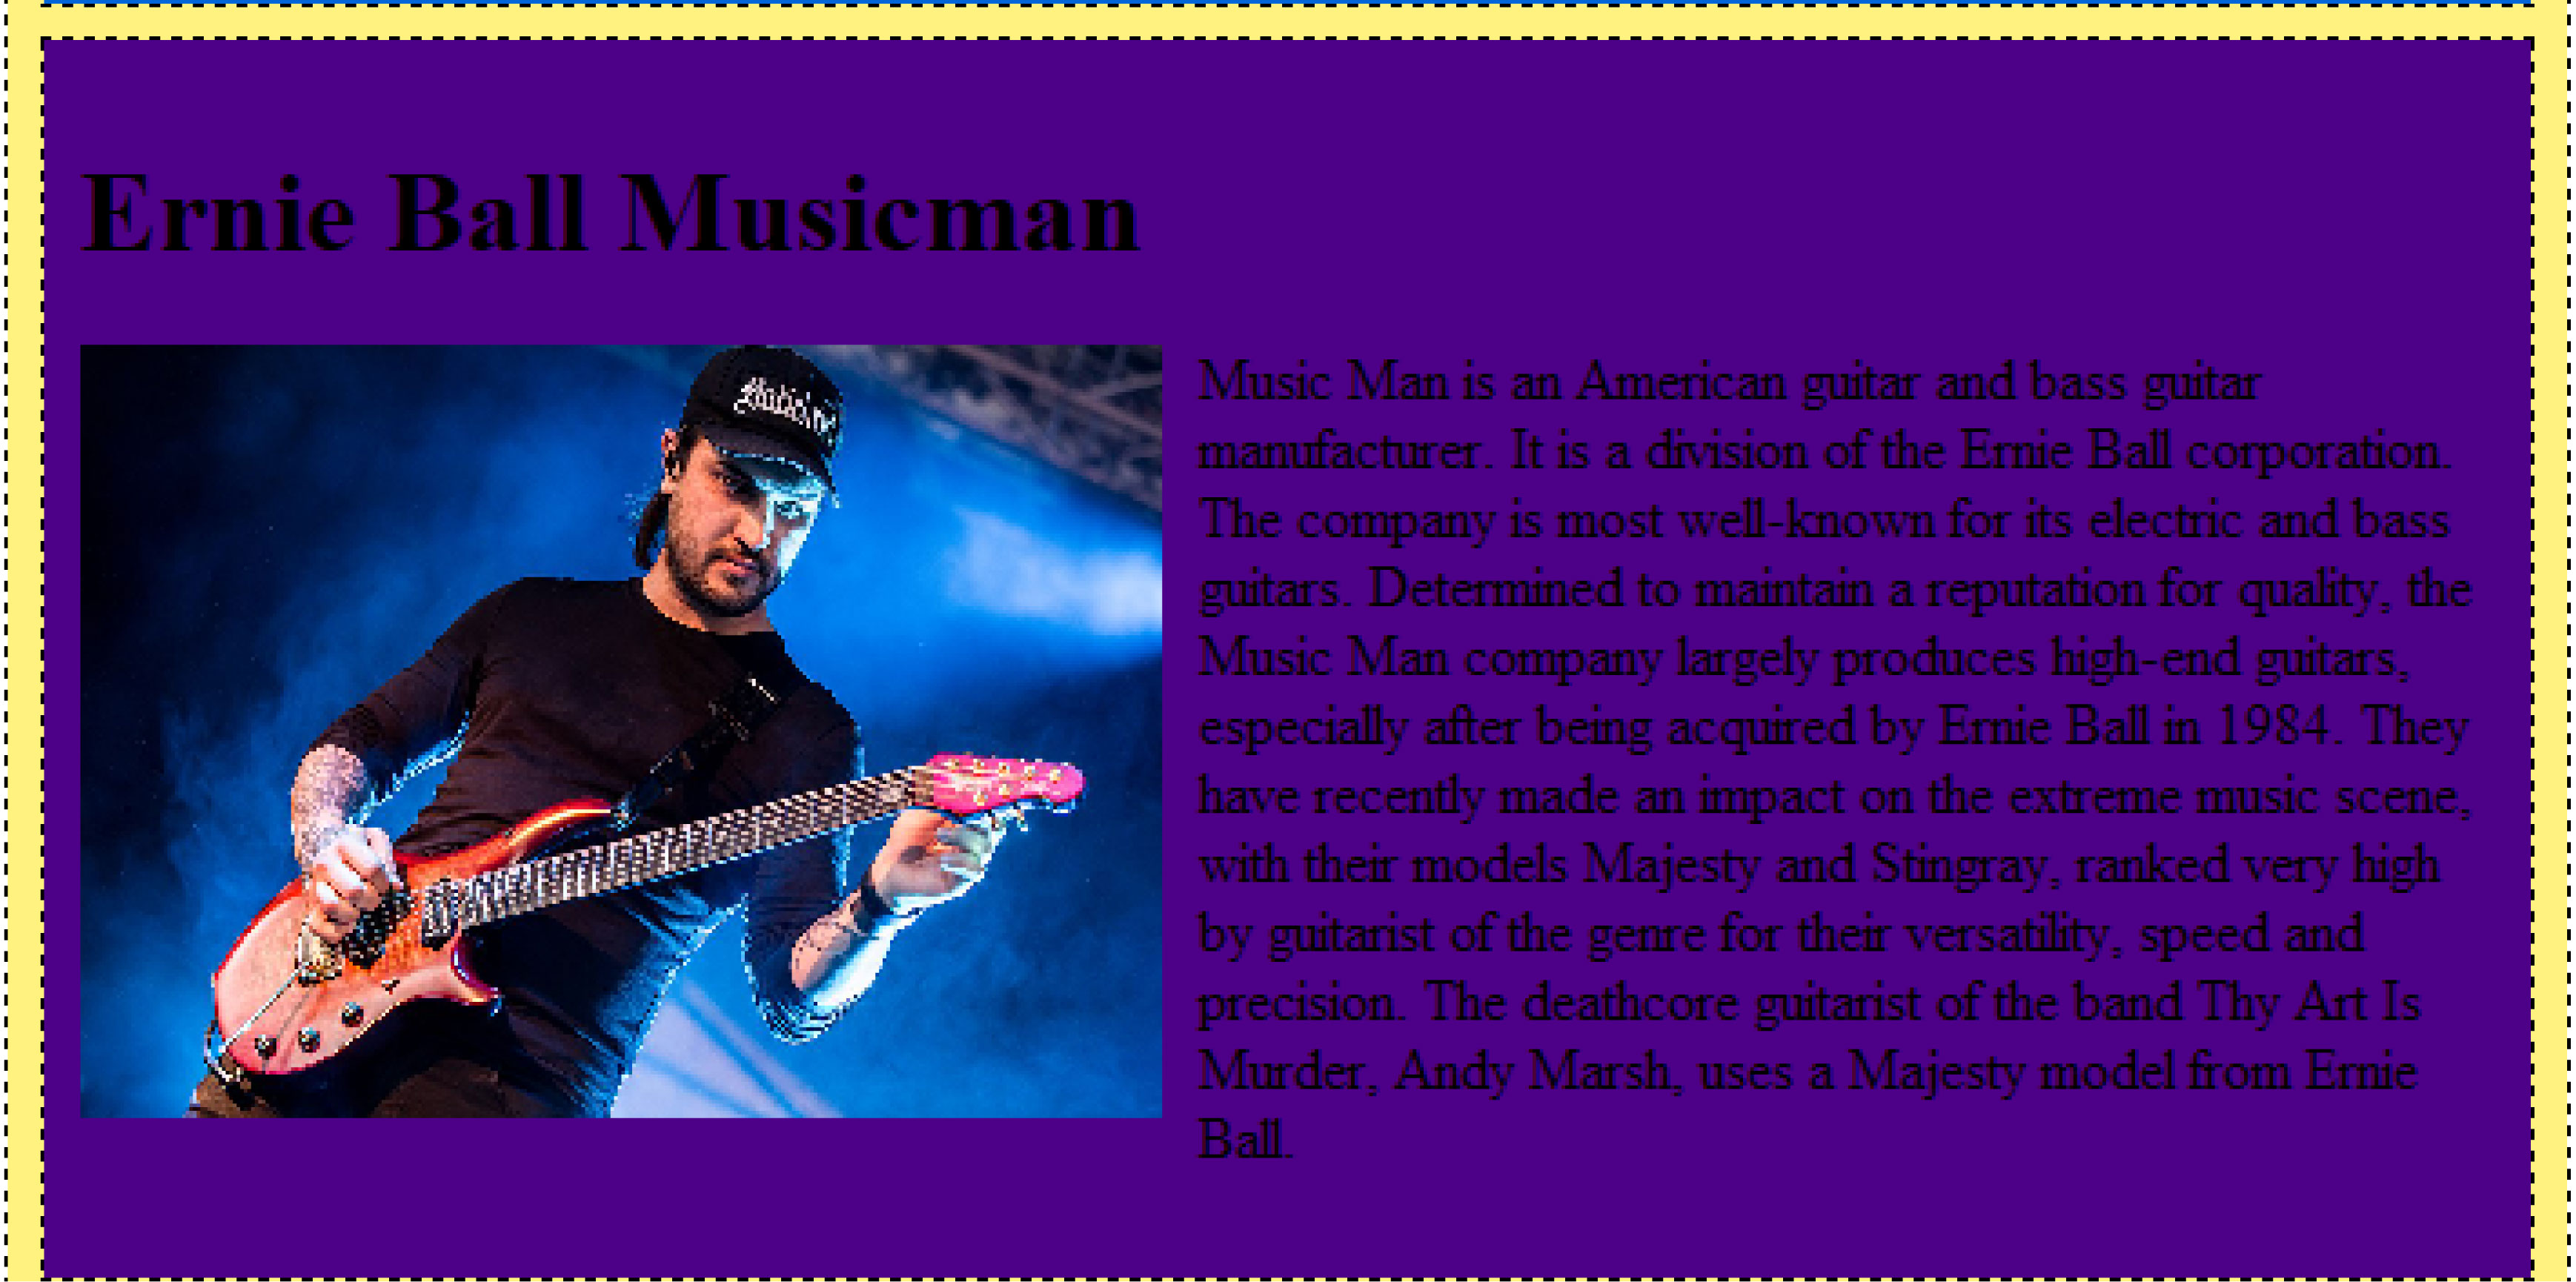 Ernie Ball Musicman
Music Man is an American guitar and bass guitar
manufacturer. It is a division of the Ernie Ball corporation.
The company is most well-known for its electric and bass
guitars. Determined to maintain a reputation for quality, the
Music Man company largely produces high-end guitars,
especially after being acquired by Ernie Ball in 1984. They
have recently made an impact on the extreme music scene,
with their models Majesty and Stingray, ranked very high
by guitarist of the genre for their versatility, speed and
precision. The deathcore guitarist of the band Thy Art Is
Murder, Andy Marsh, uses a Majesty model from Ernie
Ball.